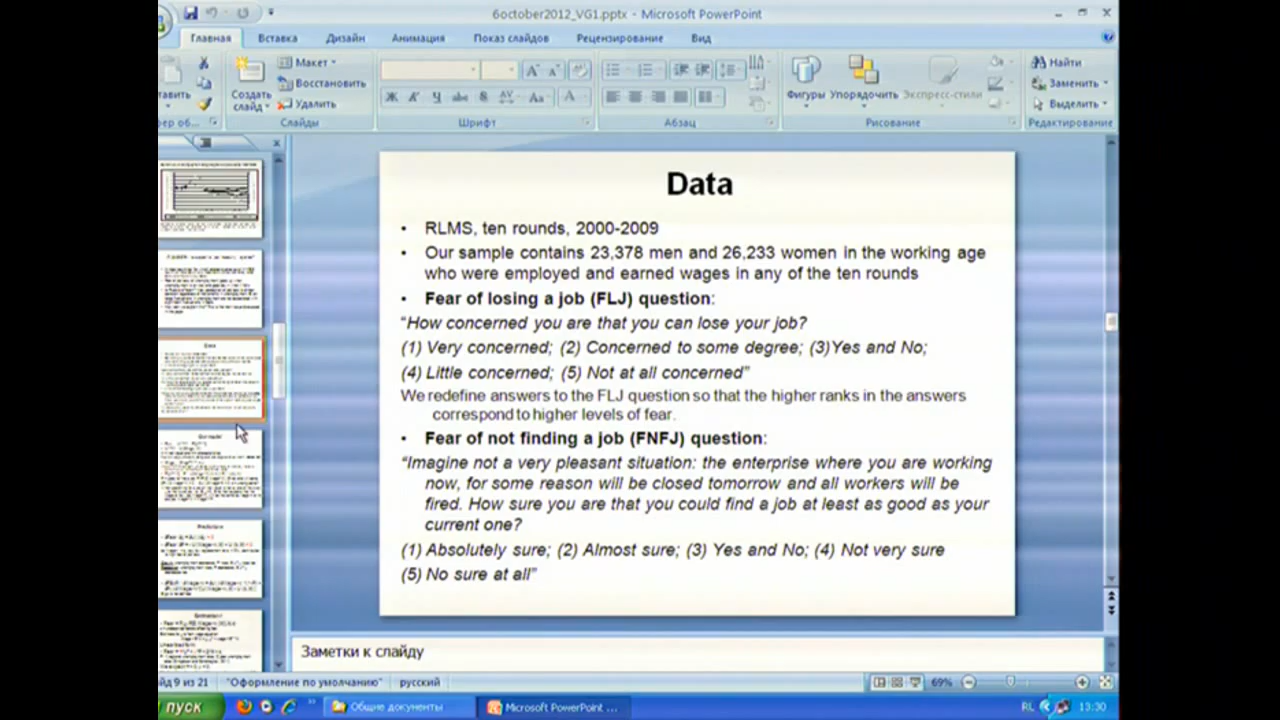 6october2012_VG1.pptx - Microsoft PowerPoint
Главная Вставка Дизайн Анимация Показ слайдов Рецензирование Вид
Макет
Восстановить
Удалить
Создать
слайд
Слайды
Ж К Ч abc S AV Aa A
Шрифт
Абзац
Фигуры Упорядочить Экспресс-стили
Рисование
Найти
Заменить
Выделить
Редактирование
Data
• RLMS, ten rounds, 2000-2009
• Our sample contains 23,378 men and 26,233 women in the working age
who were employed and earned wages in any of the ten rounds
• Fear of losing a job (FLJ) question:
“How concerned you are that you can lose your job?
(1) Very concerned; (2) Concerned to some degree; (3)Yes and No;
(4) Little concerned; (5) Not at all concerned”
We redefine answers to the FLJ question so that the higher ranks in the answers
correspond to higher levels of fear.
• Fear of not finding a job (FNFJ) question:
“Imagine not a very pleasant situation: the enterprise where you are working
now, for some reason will be closed tomorrow and all workers will be
fired. How sure you are that you could find a job at least as good as your
current one?
(1) Absolutely sure; (2) Almost sure; (3) Yes and No; (4) Not very sure
(5) No sure at all”
Заметки к слайду
йд 9 из 21 "Оформление по умолчанию" русский 69%
пуск Общие документы Microsoft PowerPoint ... RL 13:30